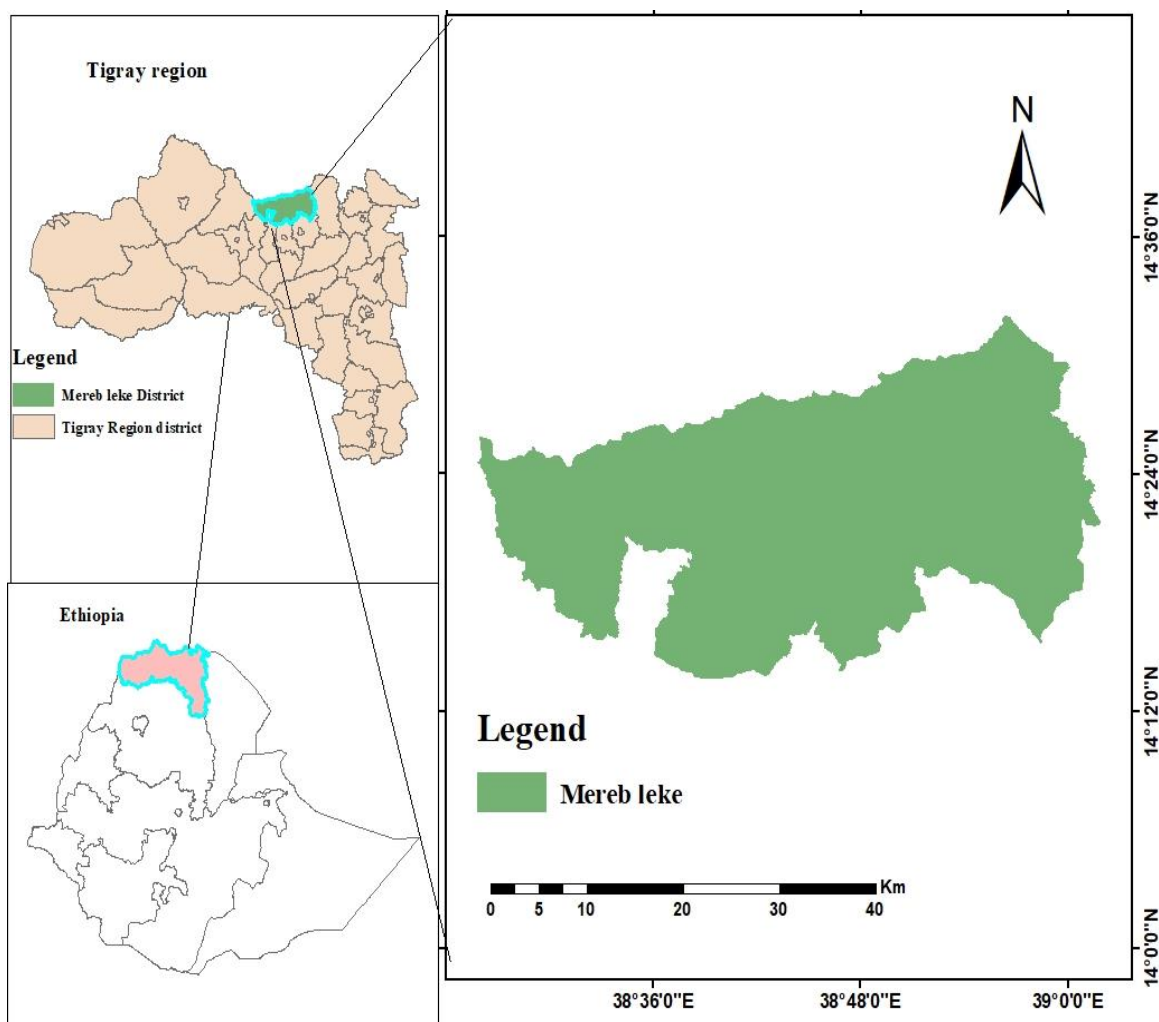 Tigray region
Legend
Mereb leke District
Tigray Region district
Ethiopia
N
14°36'0"N
14°24'0"N
14°12'0"N
14°0'0"N
Legend
Mereb leke
Km
0 5 10 20 30 40
38°36'0"E 38°48'0"E 39°0'0"E